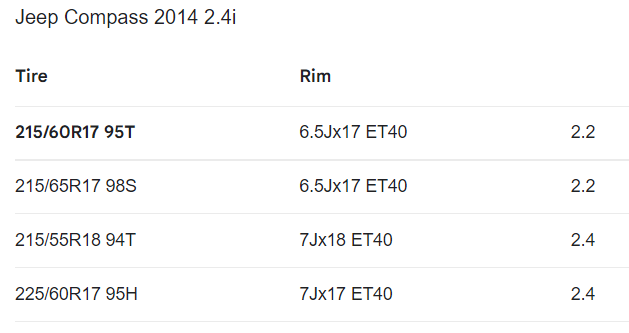 Jeep Compass 2014 2.4i
Tire Rim
215/60R17 95T 6.5Jx17 ET40 2.2
215/65R17 98S 6.5Jx17 ET40 2.2
215/55R18 94T 7Jx18 ET40 2.4
225/60R17 95H 7Jx17 ET40 2.4